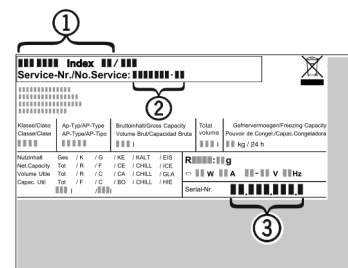 1
Index / 
Service-Nr./No.Service: -
2
Klasse/Class Ap-Typ/AP-Type Bruttoinhalt/Gross Capacity Total Gefriervermoegen/Freezing Capacity
Classe/Clase AP-Type/AP-Tipo Volume Brut/Capacidad Bruta volume Pouvoir de Congel./Capac.Congeladora
l l kg / 24 h
Nutzinhalt Ges / K / G / KE / KALT / EIS
Net.Capacity Tot / R / F / CE / CHILL / ICE
Volume Utile Tot / R / C / CA / CHILL / GLA
Capac. Util Tot / F / C / BO / CHILL / HIE
l / l
R : g
W A - V Hz
Serial-Nr. . . .
3